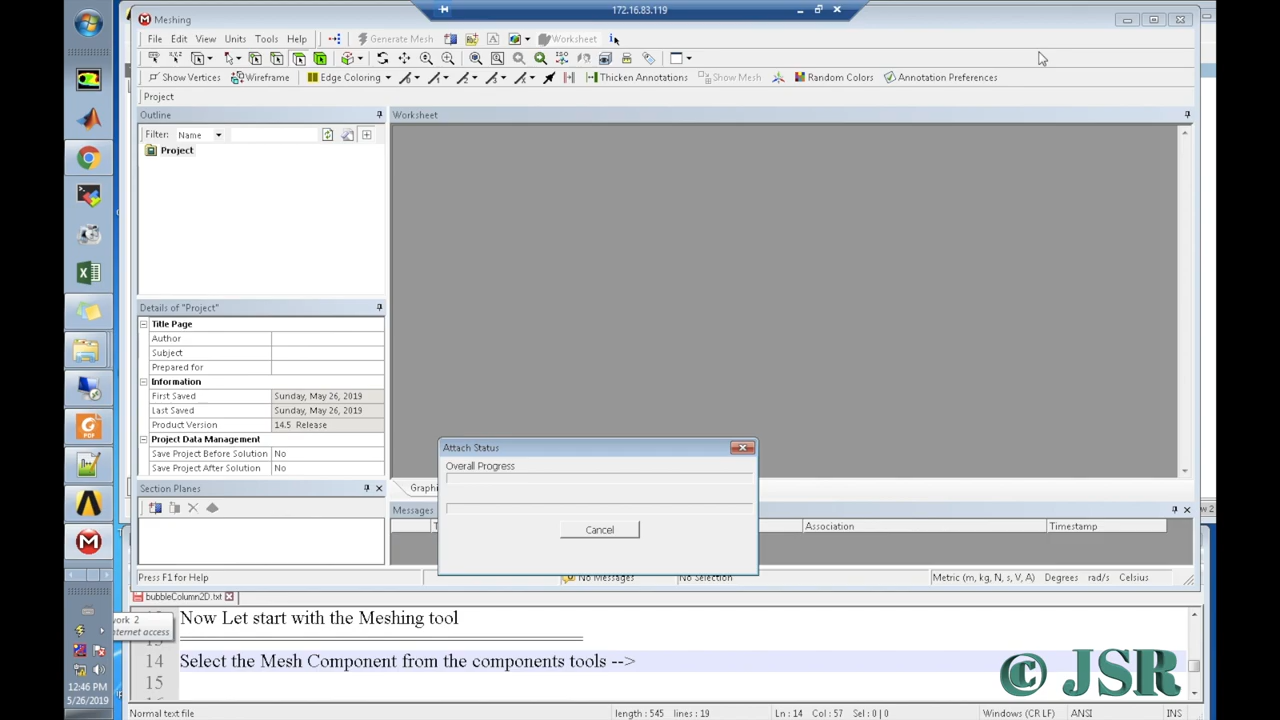 172.16.83.119
Meshing
File Edit View Units Tools Help Generate Mesh Worksheet
Show Vertices Wireframe Edge Coloring Thicken Annotations Show Mesh Random Colors Annotation Preferences
Project
Outline
Filter: Name
Project
Worksheet
Details of "Project"
Title Page
Author
Subject
Prepared for
Information
First Saved Sunday, May 26, 2019
Last Saved Sunday, May 26, 2019
Product Version 14.5 Release
Project Data Management
Save Project Before Solution No
Save Project After Solution No
Section Planes
Attach Status
Overall Progress
Cancel
Graphi
Messages
Association Timestamp
Press F1 for Help No Messages No Selection Metric (m, kg, N, s, V, A) Degrees rad/s Celsius
bubbleColumn2D.txt
Now Let start with the Meshing tool
14 Select the Mesh Component from the components tools -->
15
work 2
nternet access
12:46 PM
5/26/2019
Normal text file length : 545 lines : 19 Ln : 14 Col : 57 Sel : 0 | 0 Windows (CR LF) ANSI INS
© JSR